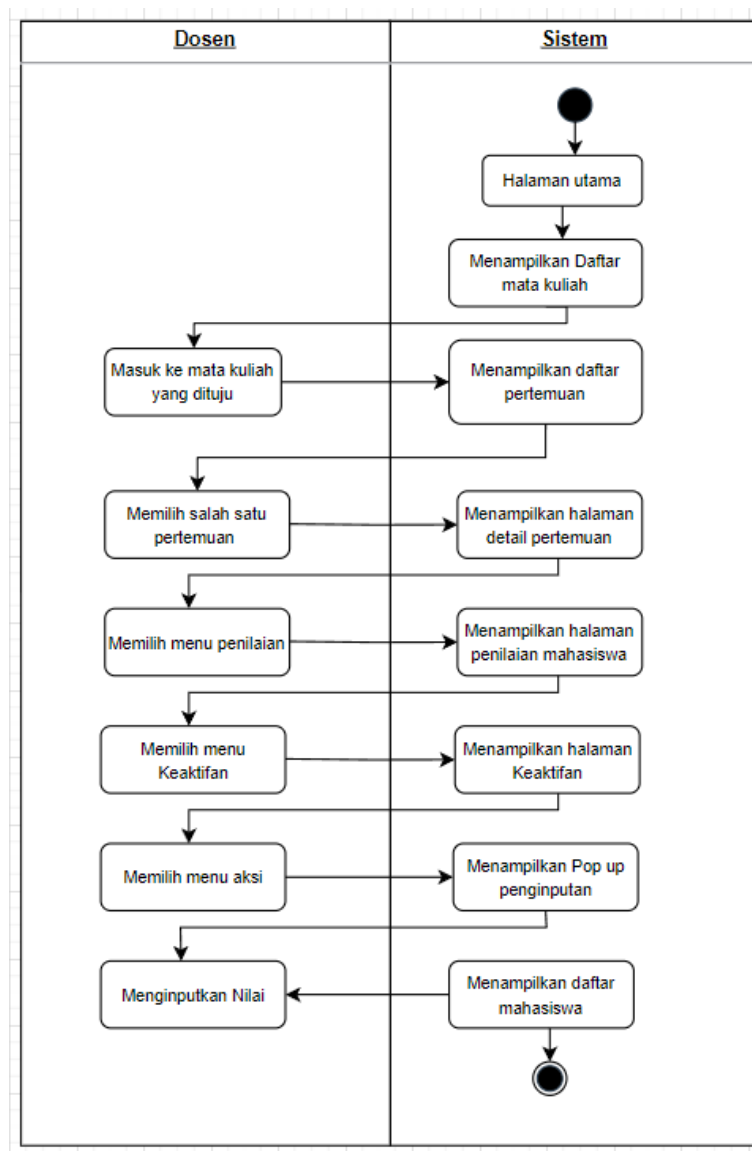 Dosen
Sistem
Halaman utama
Menampilkan Daftar
mata kuliah
Masuk ke mata kuliah
yang dituju
Menampilkan daftar
pertemuan
Memilih salah satu
pertemuan
Menampilkan halaman
detail pertemuan
Memilih menu penilaian
Menampilkan halaman
penilaian mahasiswa
Memilih menu
Keaktifan
Menampilkan halaman
Keaktifan
Memilih menu aksi
Menampilkan Pop up
penginputan
Menginputkan Nilai
Menampilkan daftar
mahasiswa